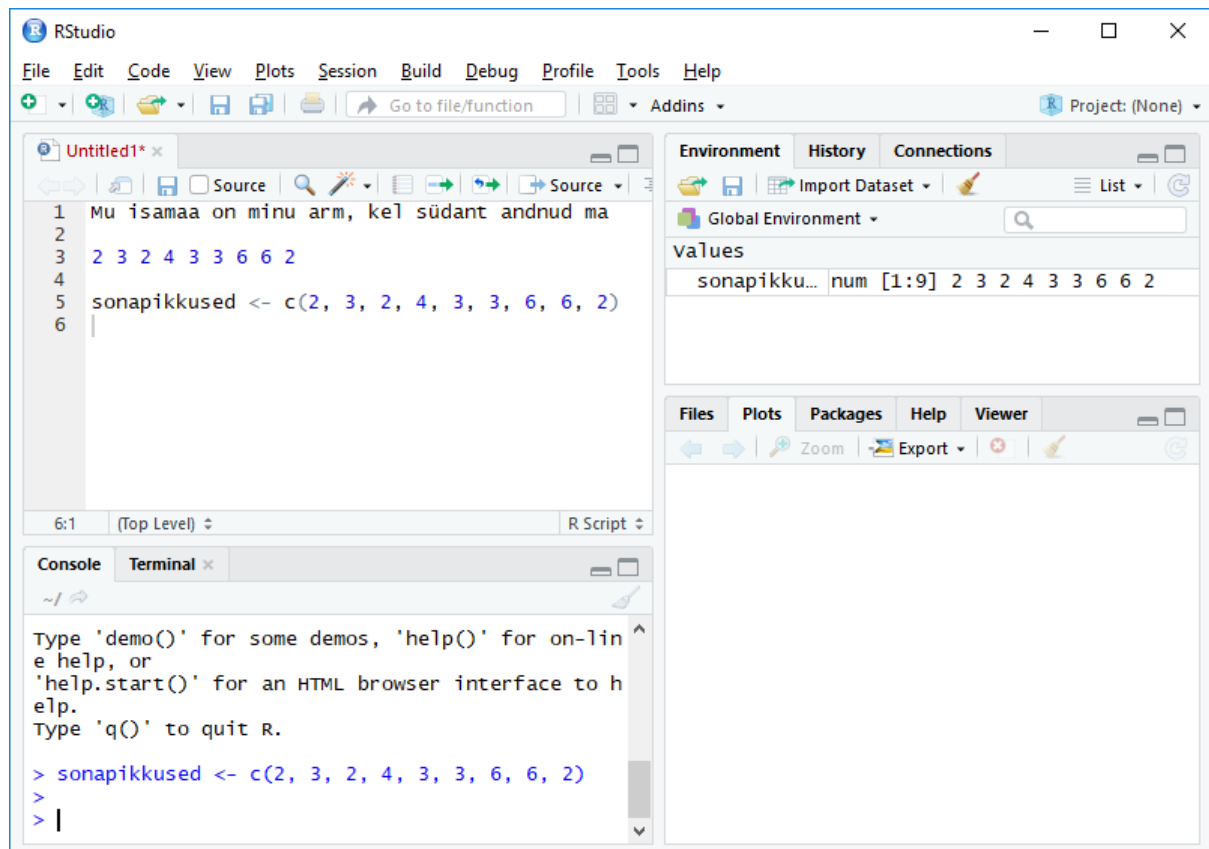 RStudio
File Edit Code View Plots Session Build Debug Profile Tools Help
Go to file/function Addins Project: (None)
Untitled1*
Source Source
1 Mu isamaa on minu arm, kel südant andnud ma
2
3 2 3 2 4 3 3 6 6 2
4
5 sonapikkused <- c(2, 3, 2, 4, 3, 3, 6, 6, 2)
6
6:1 (Top Level) R Script
Console Terminal
~/
Type 'demo()' for some demos, 'help()' for on-lin
e help, or
'help.start()' for an HTML browser interface to h
elp.
Type 'q()' to quit R.
> sonapikkused <- c(2, 3, 2, 4, 3, 3, 6, 6, 2)
>
>
Environment History Connections
Import Dataset List
Global Environment
Values
sonapikku… num [1:9] 2 3 2 4 3 3 6 6 2
Files Plots Packages Help Viewer
Zoom Export